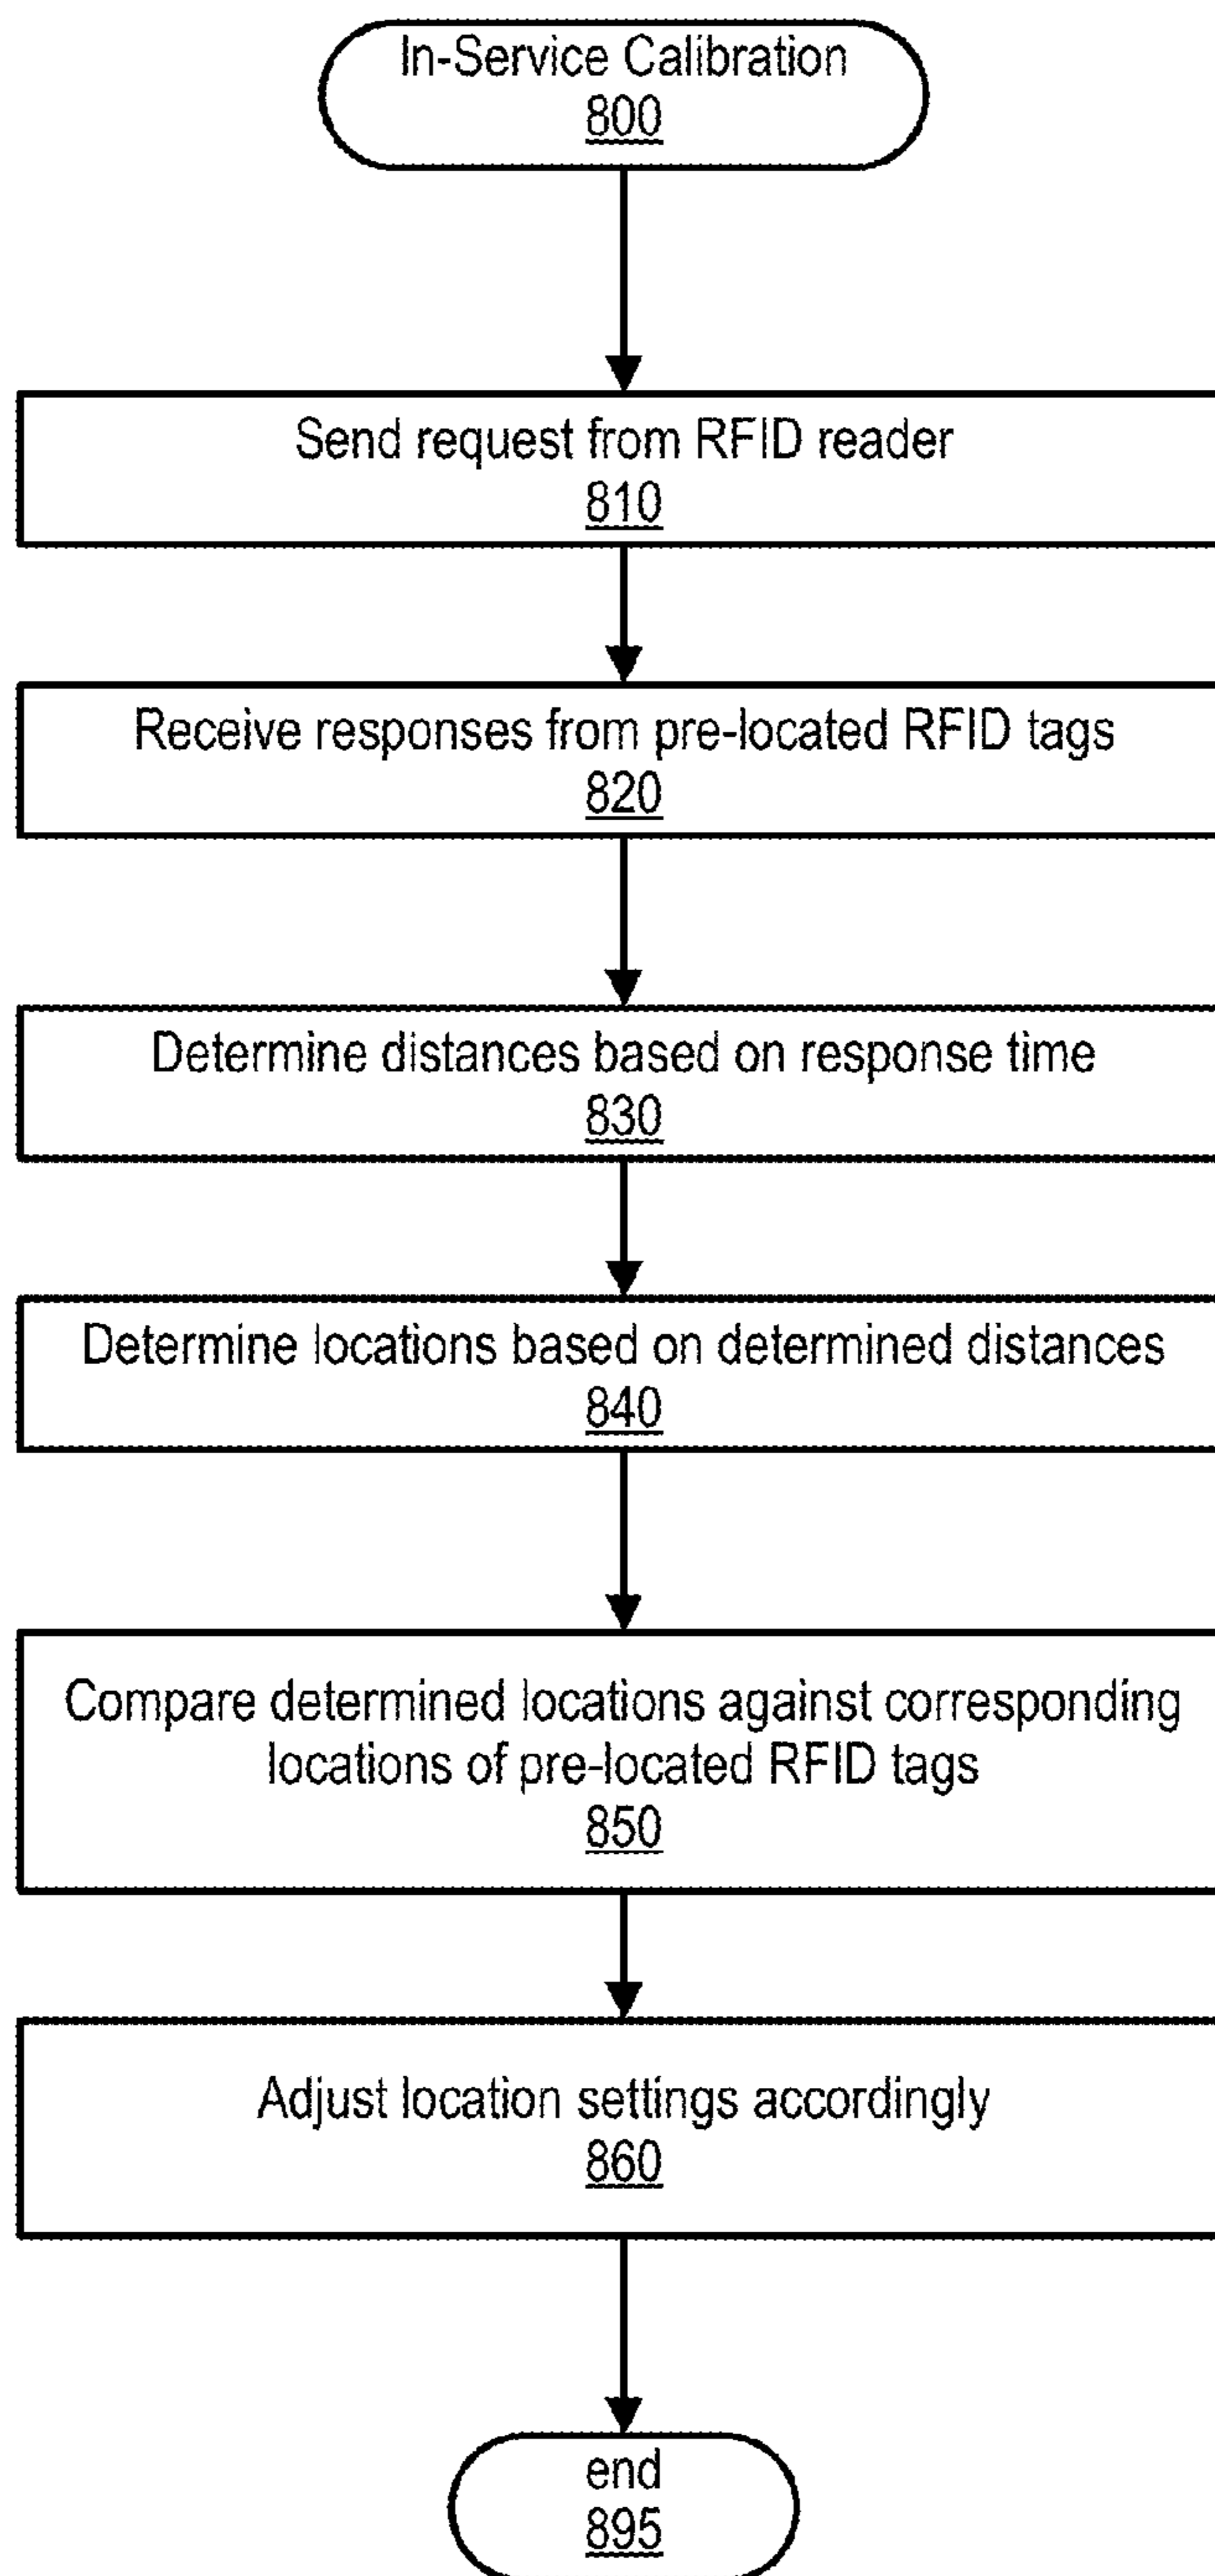 In-Service Calibration
800
Send request from RFID reader
810
Receive responses from pre-located RFID tags
820
Determine distances based on response time
830
Determine locations based on determined distances
840
Compare determined locations against corresponding
locations of pre-located RFID tags
850
Adjust location settings accordingly
860
end
895